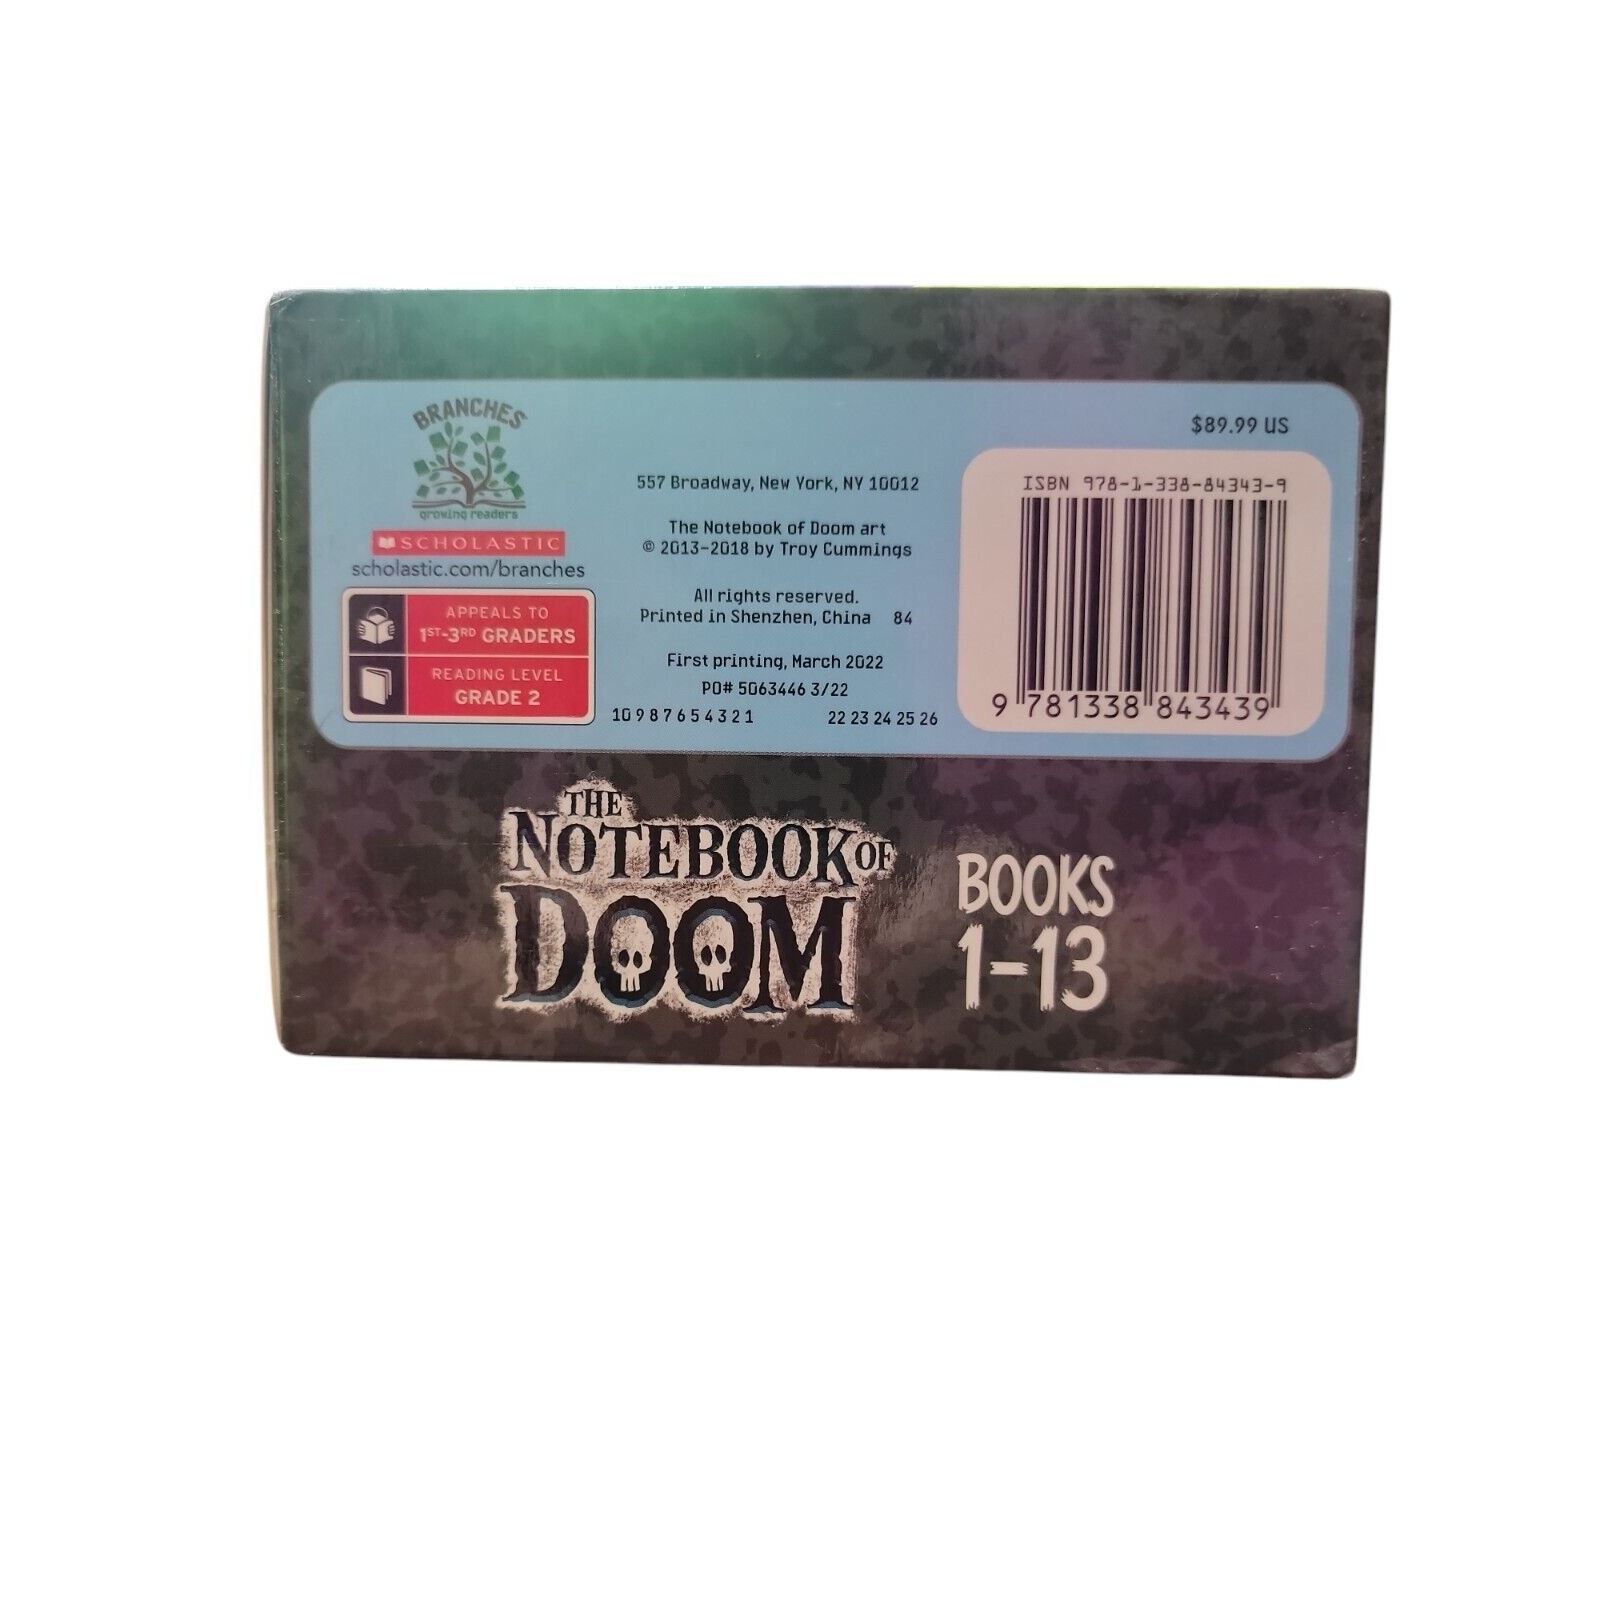 BRANCHES
growing readers
SCHOLASTIC
scholastic.com/branches
APPEALS TO
1ST-3RD GRADERS
READING LEVEL
GRADE 2
557 Broadway, New York, NY 10012
The Notebook of Doom art
© 2013-2018 by Troy Cummings
All rights reserved.
Printed in Shenzhen, China 84
First printing, March 2022
PO# 5063446 3/22
10 9 8 7 6 5 4 3 2 1 22 23 24 25 26
$89.99 US
ISBN 978-1-338-84343-9
9 781338 843439
THE
NOTEBOOK OF
DOOM
BOOKS
1-13